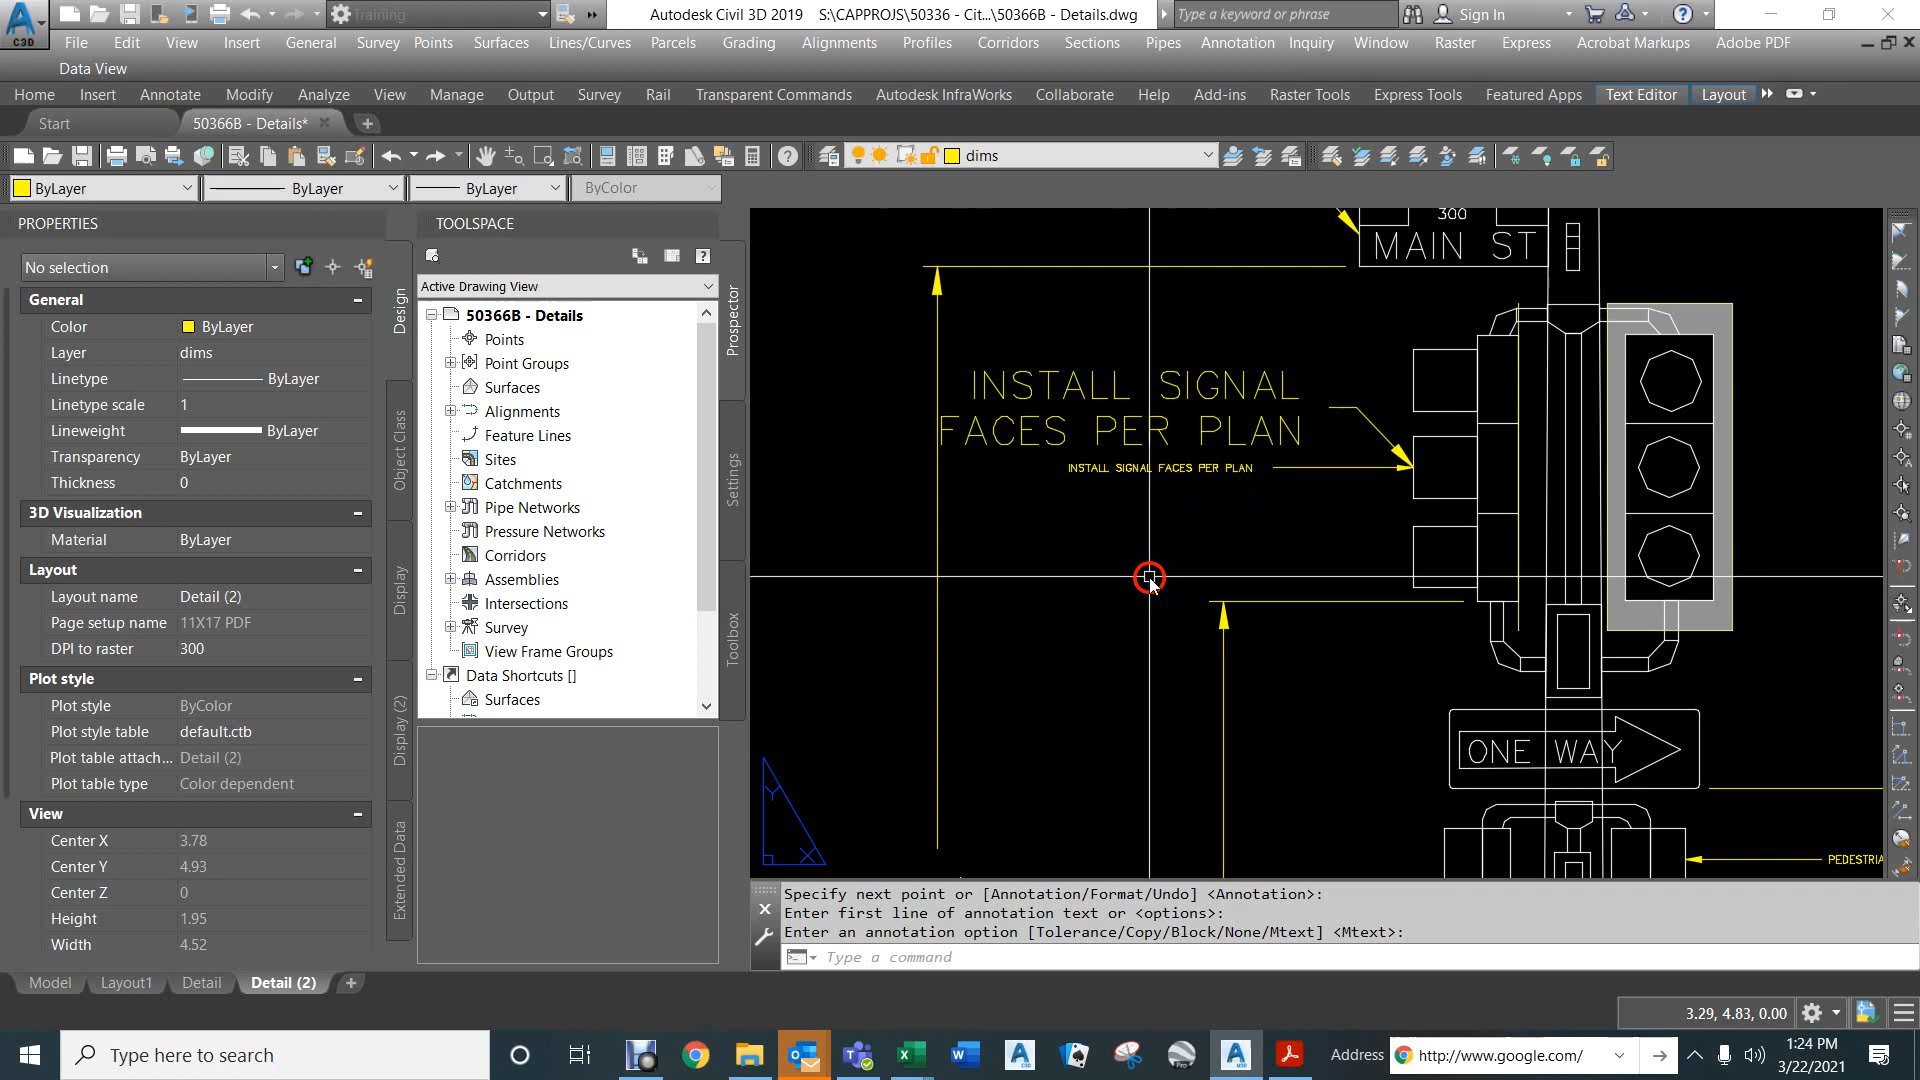 C3D
Training
Autodesk Civil 3D 2019 S:\CAPPROJS\50336 - Cit...\50366B - Details.dwg
Type a keyword or phrase
Sign In
File Edit View Insert General Survey Points Surfaces Lines/Curves Parcels Grading Alignments Profiles Corridors Sections Pipes Annotation Inquiry Window Raster Express Acrobat Markups Adobe PDF
Data View
Home Insert Annotate Modify Analyze View Manage Output Survey Rail Transparent Commands Autodesk InfraWorks Collaborate Help Add-ins Raster Tools Express Tools Featured Apps Text Editor Layout
Start
50366B - Details*
dims
ByLayer ByLayer ByLayer ByColor
PROPERTIES
No selection
General
Color ByLayer
Layer dims
Linetype ByLayer
Linetype scale 1
Lineweight ByLayer
Transparency ByLayer
Thickness 0
3D Visualization
Material ByLayer
Layout
Layout name Detail (2)
Page setup name 11X17 PDF
DPI to raster 300
Plot style
Plot style ByColor
Plot style table default.ctb
Plot table attach... Detail (2)
Plot table type Color dependent
View
Center X 3.78
Center Y 4.93
Center Z 0
Height 1.95
Width 4.52
Design
Object Class
Display
Display (2)
Extended Data
TOOLSPACE
Active Drawing View
50366B - Details
Points
Point Groups
Surfaces
Alignments
Feature Lines
Sites
Catchments
Pipe Networks
Pressure Networks
Corridors
Assemblies
Intersections
Survey
View Frame Groups
Data Shortcuts []
Surfaces
Prospector
Settings
Toolbox
300
MAIN ST
INSTALL SIGNAL
FACES PER PLAN
INSTALL SIGNAL FACES PER PLAN
ONE WAY
PEDESTRIA
Y
X
Specify next point or [Annotation/Format/Undo] <Annotation>:
Enter first line of annotation text or <options>:
Enter an annotation option [Tolerance/Copy/Block/None/Mtext] <Mtext>:
Type a command
Model Layout1 Detail Detail (2)
3.29, 4.83, 0.00
Type here to search
Address
http://www.google.com/
1:24 PM
3/22/2021